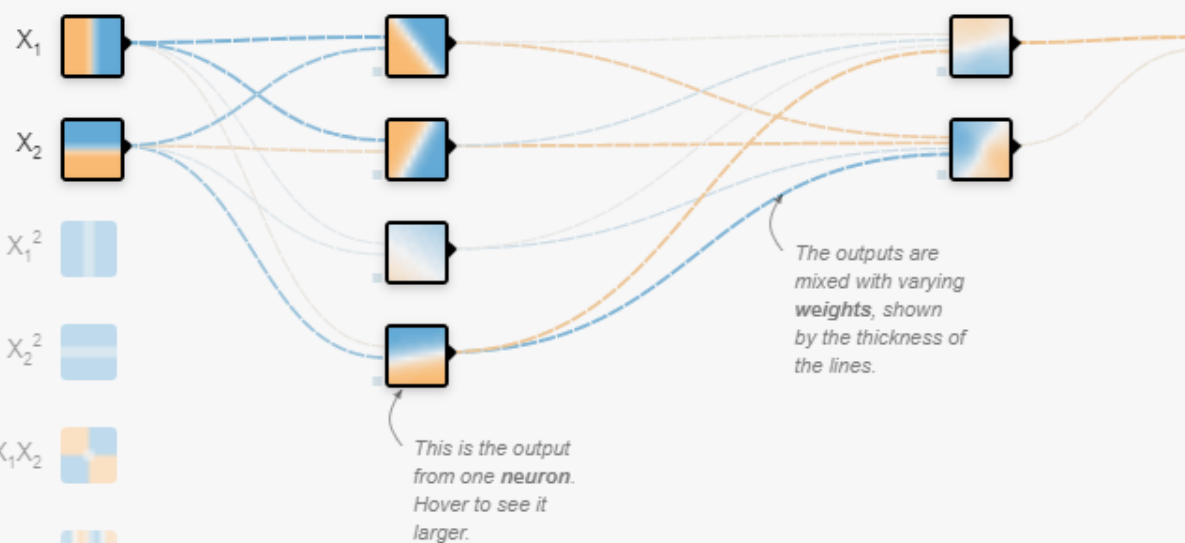 X₁
X₂
X₁²
X₂²
X₁X₂
The outputs are
mixed with varying
weights, shown
by the thickness of
the lines.
This is the output
from one neuron.
Hover to see it
larger.